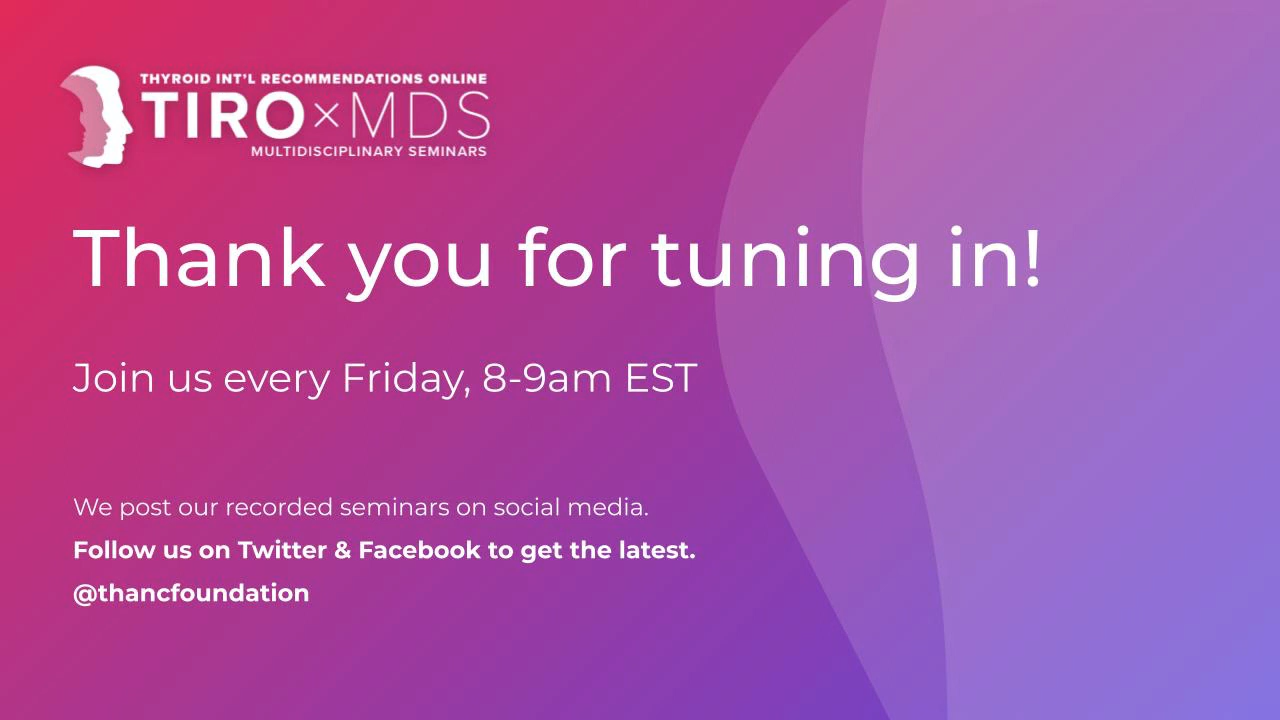 THYROID INT'L RECOMMENDATIONS ONLINE
TIRO×MDS
MULTIDISCIPLINARY SEMINARS
Thank you for tuning in!
Join us every Friday, 8-9am EST
We post our recorded seminars on social media.
Follow us on Twitter & Facebook to get the latest.
@thancfoundation